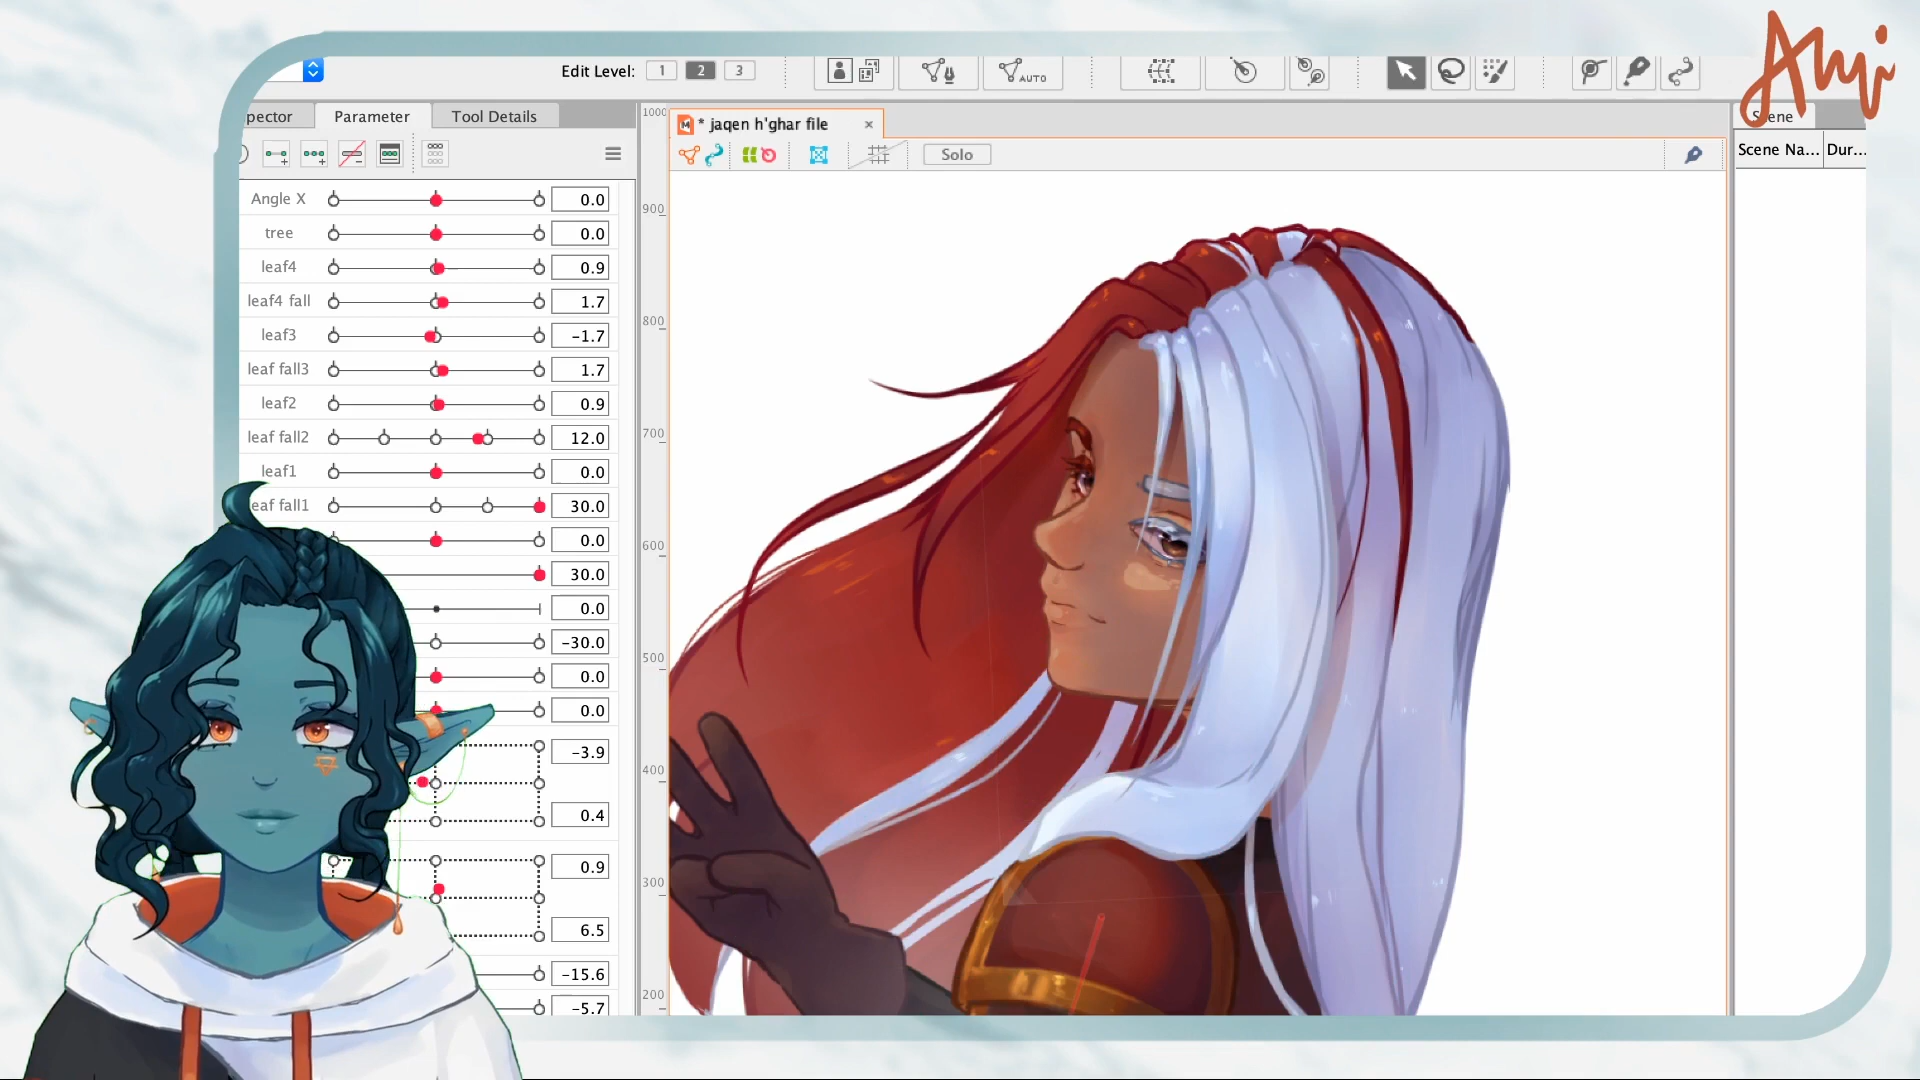 Edit Level: 1 2 3
AUTO
Amji
pector Parameter Tool Details
* jaqen h'ghar file
Scene
Solo
Scene Na... Dur...
Angle X 0.0
tree 0.0
leaf4 0.9
leaf4 fall 1.7
leaf3 -1.7
leaf fall3 1.7
leaf2 0.9
leaf fall2 12.0
leaf1 0.0
eaf fall1 30.0
0.0
30.0
0.0
-30.0
0.0
0.0
-3.9
0.4
0.9
6.5
-15.6
-5.7
1000
900
800
700
600
500
400
300
200